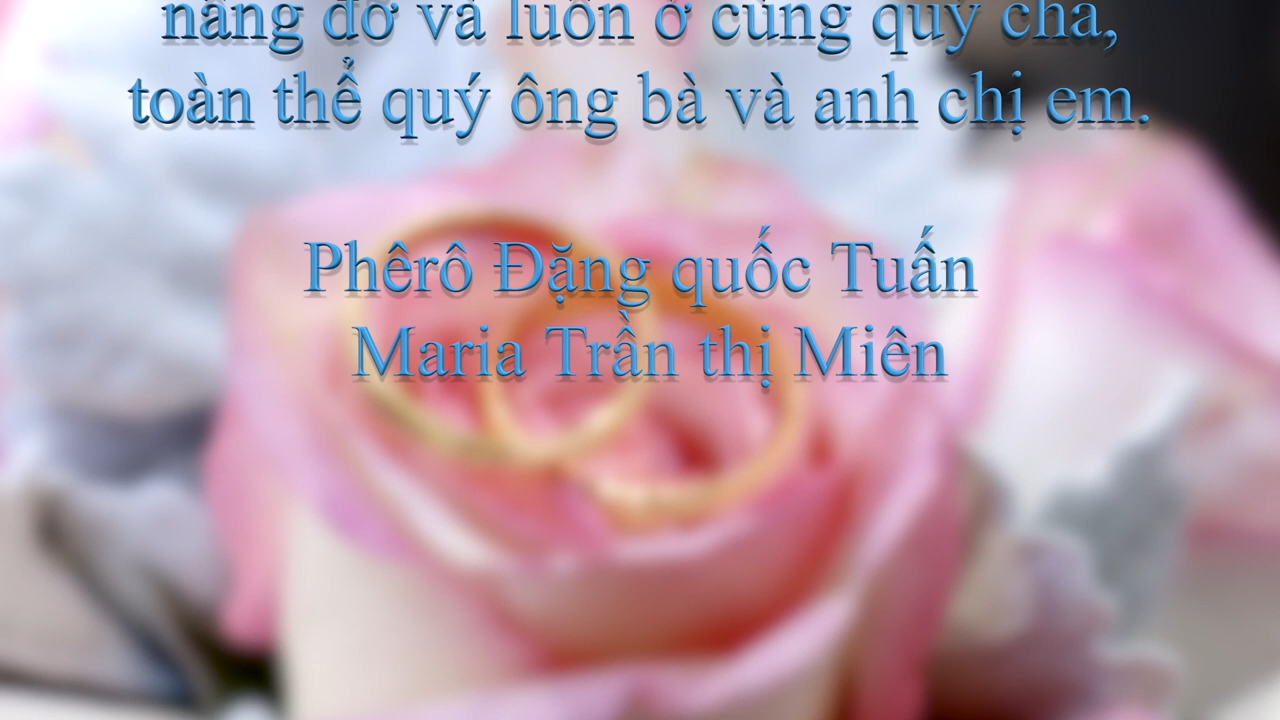 nâng đỡ và luôn ở cùng quý cha,
toàn thể quý ông bà và anh chị em.
Phêrô Đặng quốc Tuấn
Maria Trần thị Miên